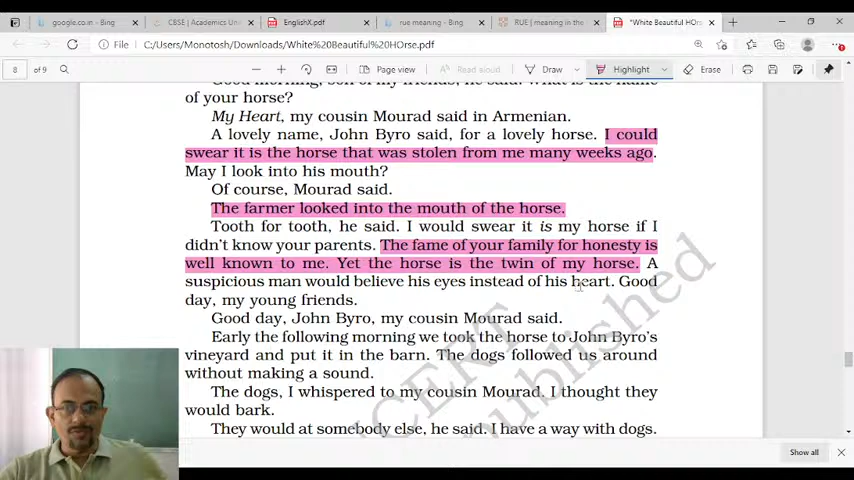 google.co.in - Bing
CBSE | Academics Uni
EnglishX.pdf
rue meaning - Bing
RUE | meaning in the
"White Beautiful HOrs
File
C:/Users/Monotosh/Downloads/White%20Beautiful%20HOrse.pdf
8 of 9
Page view
Read aloud
Draw
Highlight
Erase
Good morning, son of my friends, he said. What is the name
of your horse?
My Heart, my cousin Mourad said in Armenian.
A lovely name, John Byro said, for a lovely horse. I could
swear it is the horse that was stolen from me many weeks ago.
May I look into his mouth?
Of course, Mourad said.
The farmer looked into the mouth of the horse.
Tooth for tooth, he said. I would swear it is my horse if I
didn't know your parents. The fame of your family for honesty is
well known to me. Yet the horse is the twin of my horse. A
suspicious man would believe his eyes instead of his heart. Good
day, my young friends.
Good day, John Byro, my cousin Mourad said.
Early the following morning we took the horse to John Byro's
vineyard and put it in the barn. The dogs followed us around
without making a sound.
The dogs, I whispered to my cousin Mourad. I thought they
would bark.
They would at somebody else, he said. I have a way with dogs.
NCERT
published
Show all